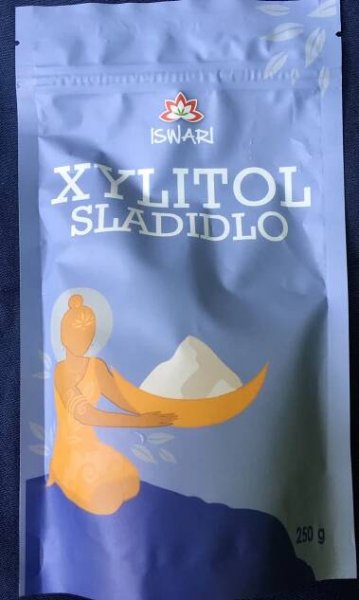 ISWARI
XYLITOL
SLADIDLO
250 g